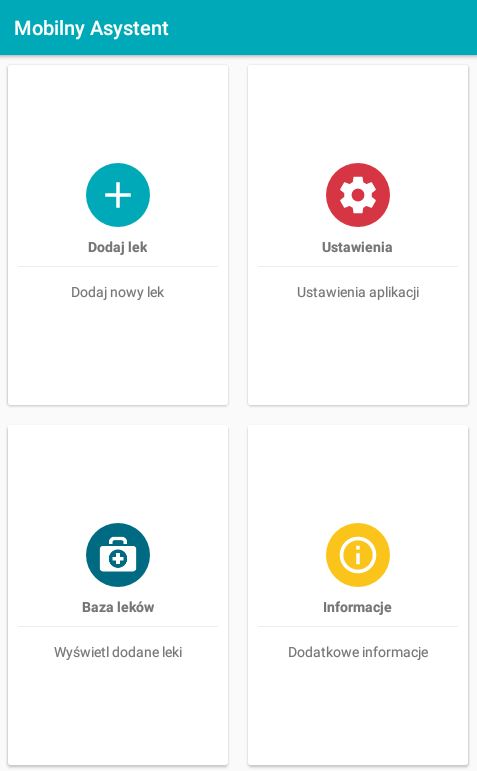 Mobilny Asystent
Dodaj lek
Dodaj nowy lek
Ustawienia
Ustawienia aplikacji
Baza leków
Wyświetl dodane leki
Informacje
Dodatkowe informacje